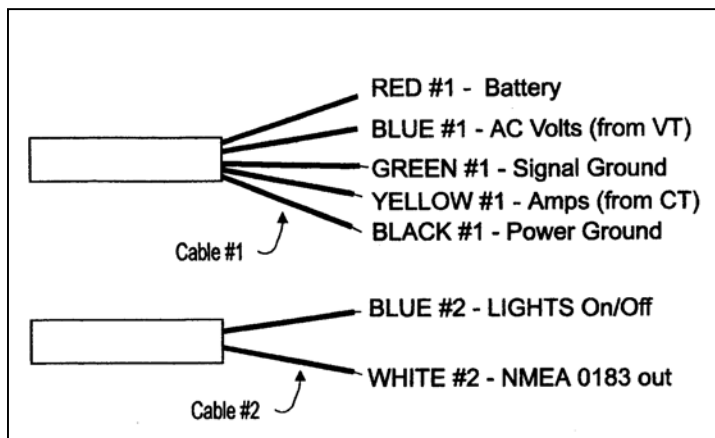 RED #1 - Battery
BLUE #1 - AC Volts (from VT)
GREEN #1 - Signal Ground
YELLOW #1 - Amps (from CT)
BLACK #1 - Power Ground
Cable #1
BLUE #2 - LIGHTS On/Off
WHITE #2 - NMEA 0183 out
Cable #2